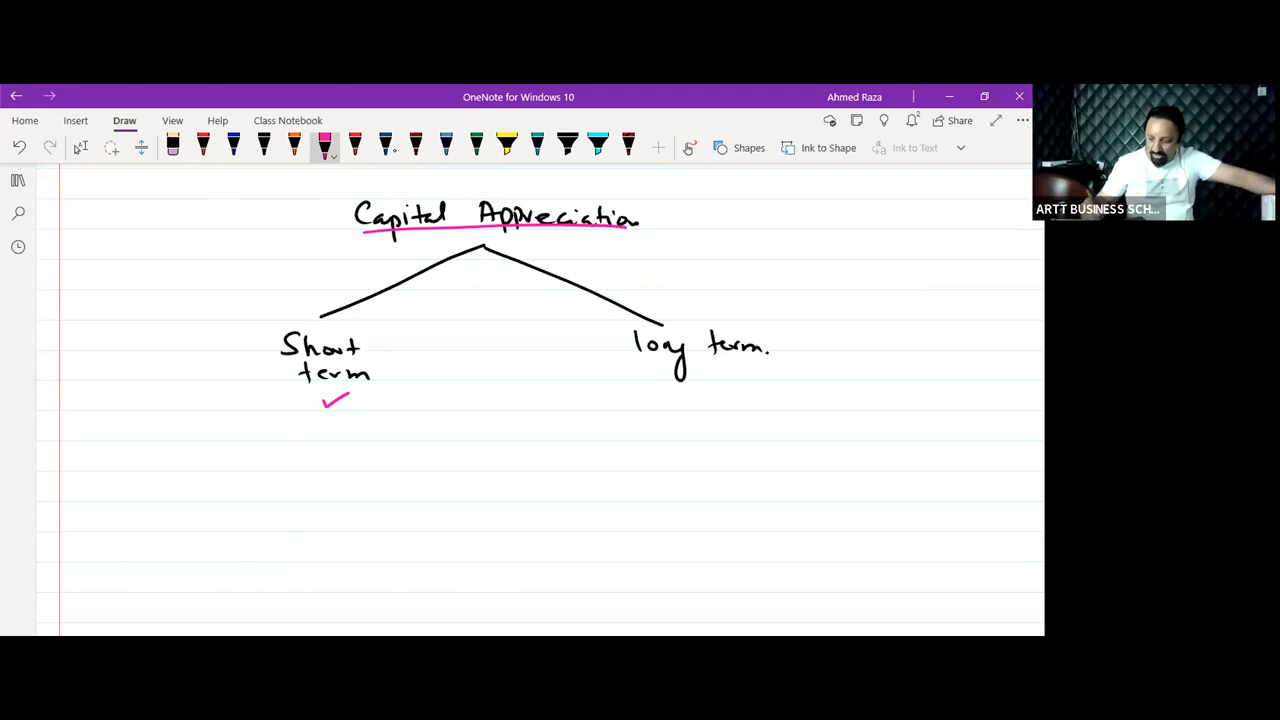 OneNote for Windows 10
Ahmed Raza
Home
Insert
Draw
View
Help
Class Notebook
Share
Shapes
Ink to Shape
Ink to Text
2
ARTT BUSINESS SCH...
Capital Appreciation
Short
term
long term.